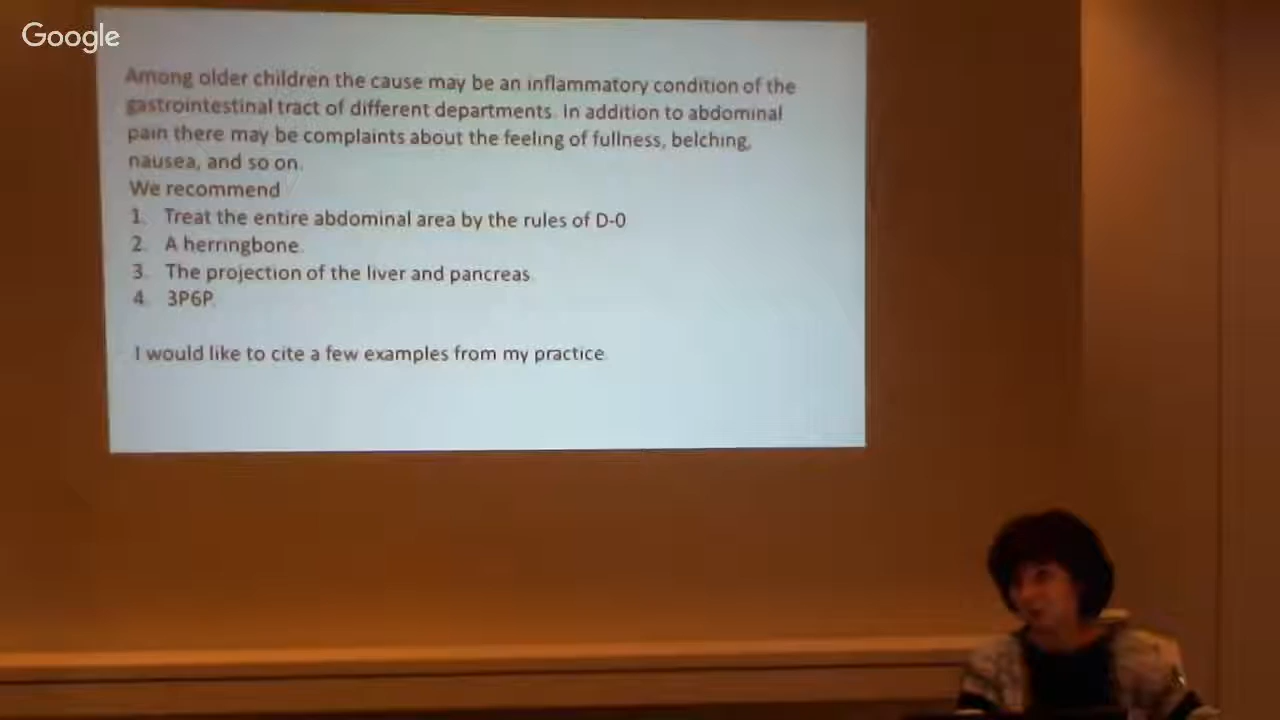 Google
Among older children the cause may be an inflammatory condition of the
gastrointestinal tract of different departments. In addition to abdominal
pain there may be complaints about the feeling of fullness, belching,
nausea, and so on.
We recommend
1. Treat the entire abdominal area by the rules of D-0
2. A herringbone.
3. The projection of the liver and pancreas.
4. 3P6P.
I would like to cite a few examples from my practice.